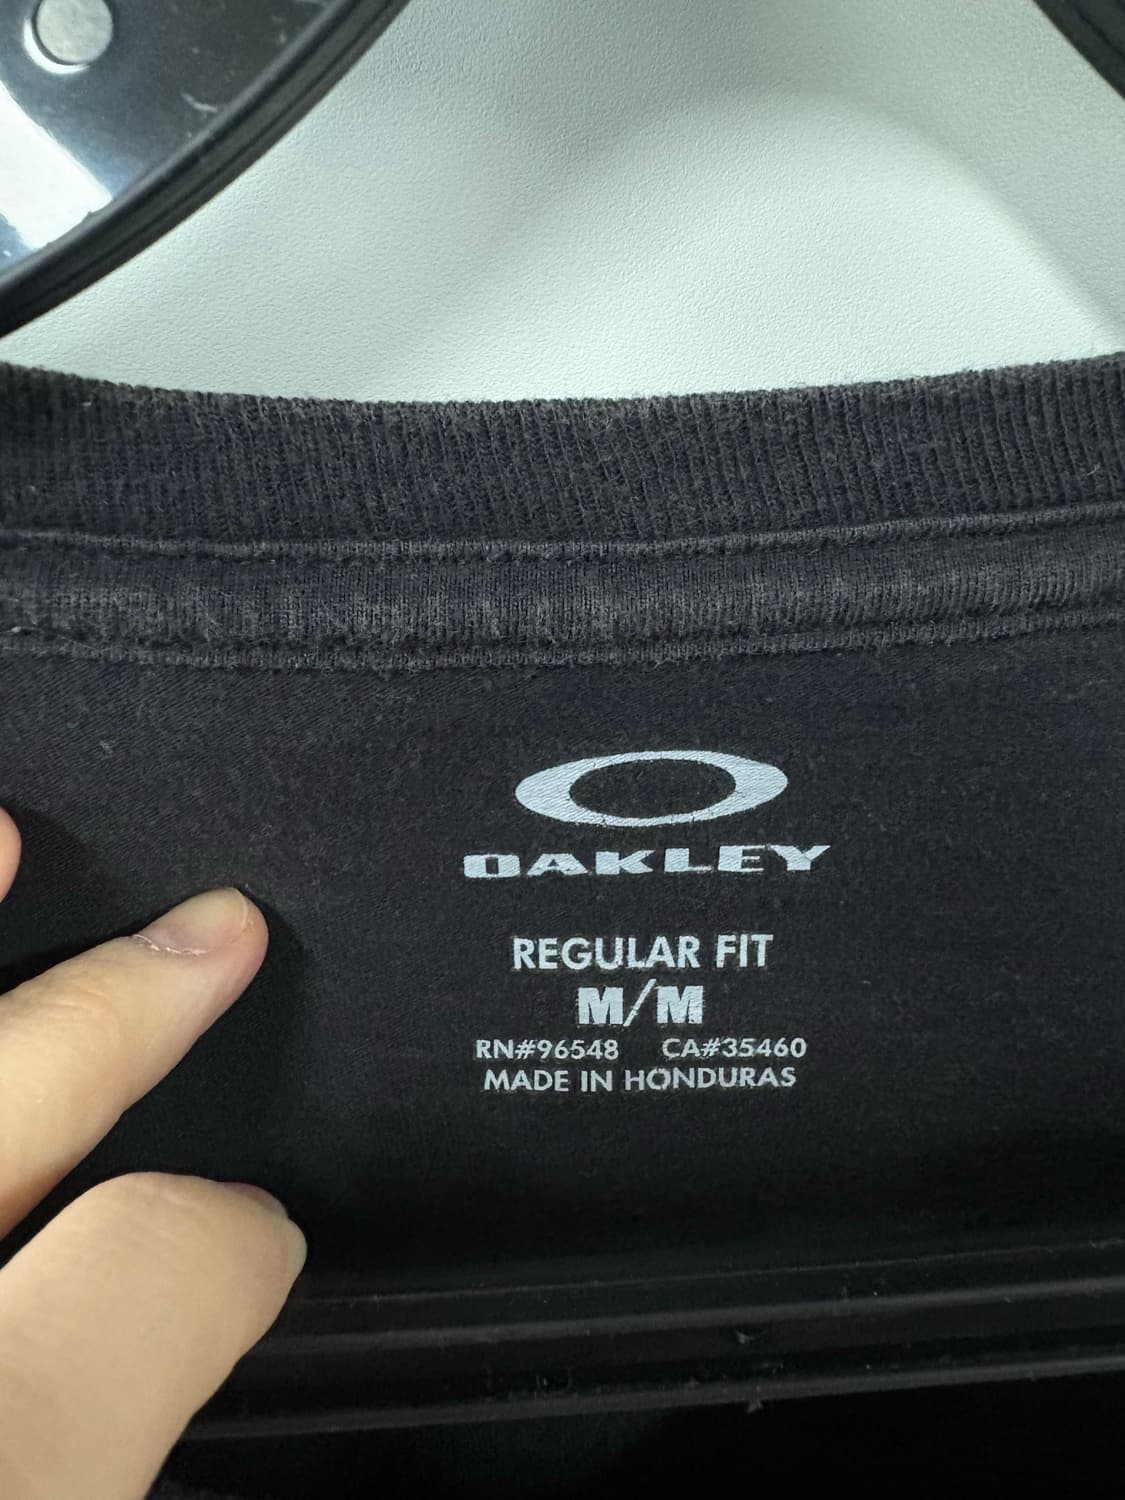 OAKLEY
REGULAR FIT
M/M
RN#96548 CA#35460
MADE IN HONDURAS